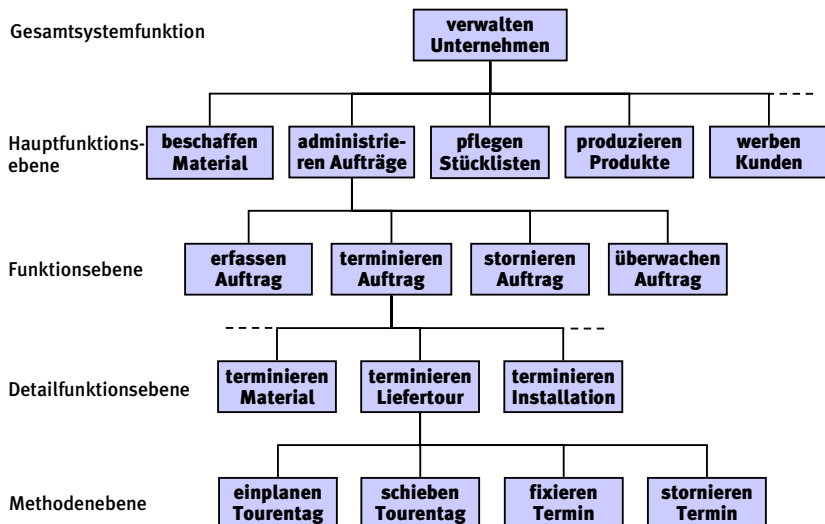 Gesamtsystemfunktion
verwalten
Unternehmen
Hauptfunktions-
ebene
beschaffen
Material
administrie-
ren Aufträge
pflegen
Stücklisten
produzieren
Produkte
werben
Kunden
Funktionsebene
erfassen
Auftrag
terminieren
Auftrag
stornieren
Auftrag
überwachen
Auftrag
Detailfunktionsebene
terminieren
Material
terminieren
Liefertour
terminieren
Installation
Methodenebene
einplanen
Tourentag
schieben
Tourentag
fixieren
Termin
stornieren
Termin